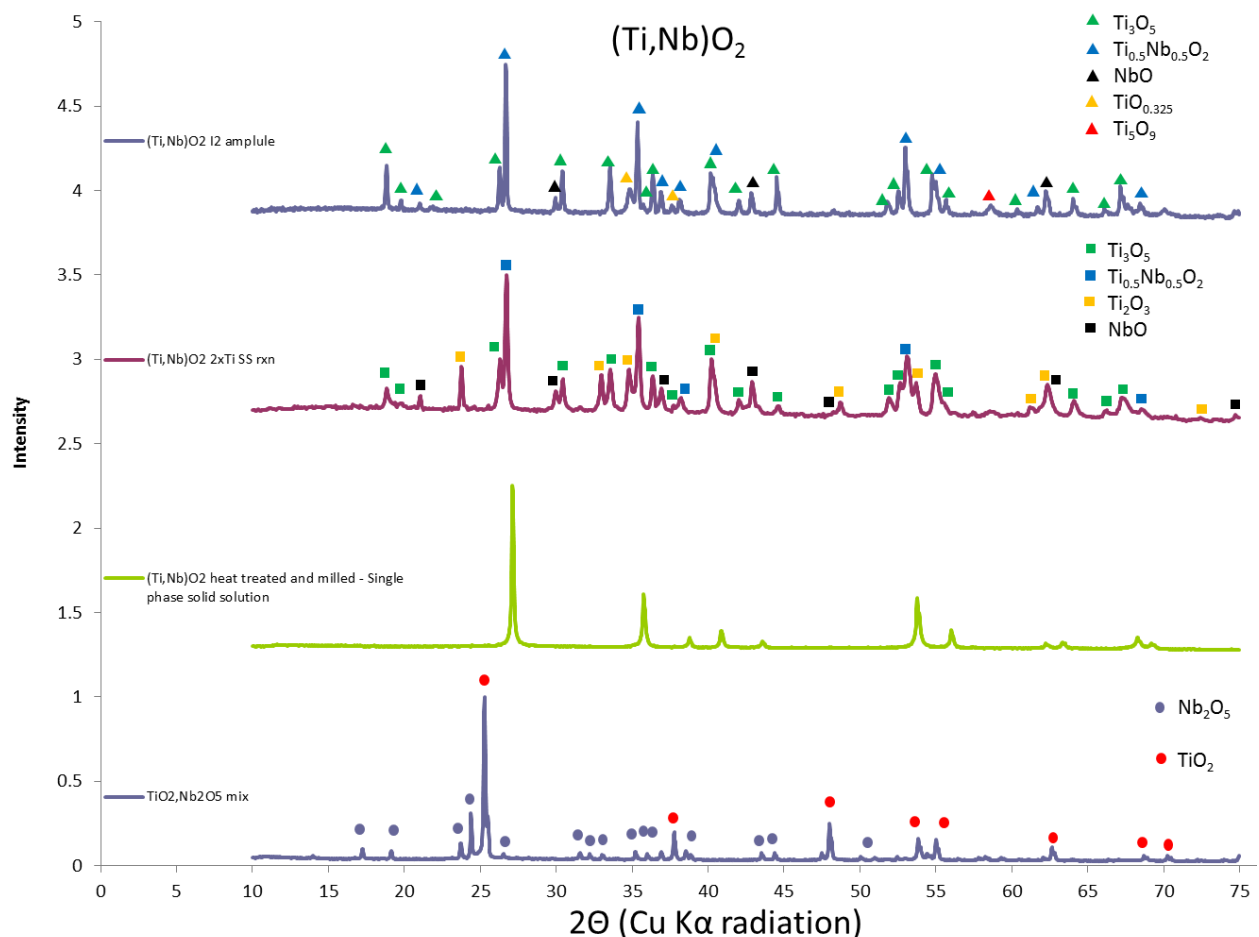 (Ti,Nb)O₂
Ti₃O₅
Ti₀.₅Nb₀.₅O₂
NbO
TiO₀.₃₂₅
Ti₅O₉
(Ti,Nb)O2 I2 amplule
Ti₃O₅
Ti₀.₅Nb₀.₅O₂
Ti₂O₃
NbO
(Ti,Nb)O2 2xTi SS rxn
(Ti,Nb)O2 heat treated and milled - Single
phase solid solution
Nb₂O₅
TiO₂
TiO2,Nb2O5 mix
Intensity
5
4.5
4
3.5
3
2.5
2
1.5
1
0.5
0
0 5 10 15 20 25 30 35 40 45 50 55 60 65 70 75
2Θ (Cu Kα radiation)